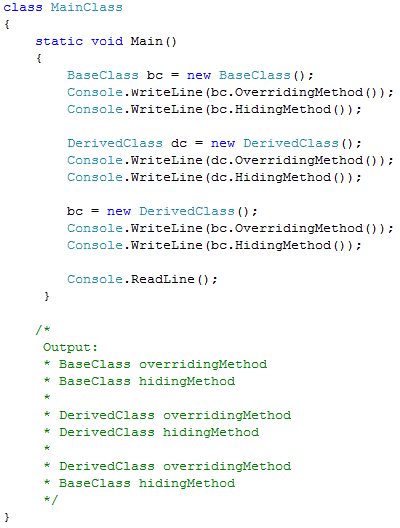 class MainClass
{
    static void Main()
    {
        BaseClass bc = new BaseClass();
        Console.WriteLine(bc.OverridingMethod());
        Console.WriteLine(bc.HidingMethod());

        DerivedClass dc = new DerivedClass();
        Console.WriteLine(dc.OverridingMethod());
        Console.WriteLine(dc.HidingMethod());

        bc = new DerivedClass();
        Console.WriteLine(bc.OverridingMethod());
        Console.WriteLine(bc.HidingMethod());

        Console.ReadLine();
     }

    /*
     Output:
     * BaseClass overridingMethod
     * BaseClass hidingMethod
     *
     * DerivedClass overridingMethod
     * DerivedClass hidingMethod
     *
     * DerivedClass overridingMethod
     * BaseClass hidingMethod
     */
}